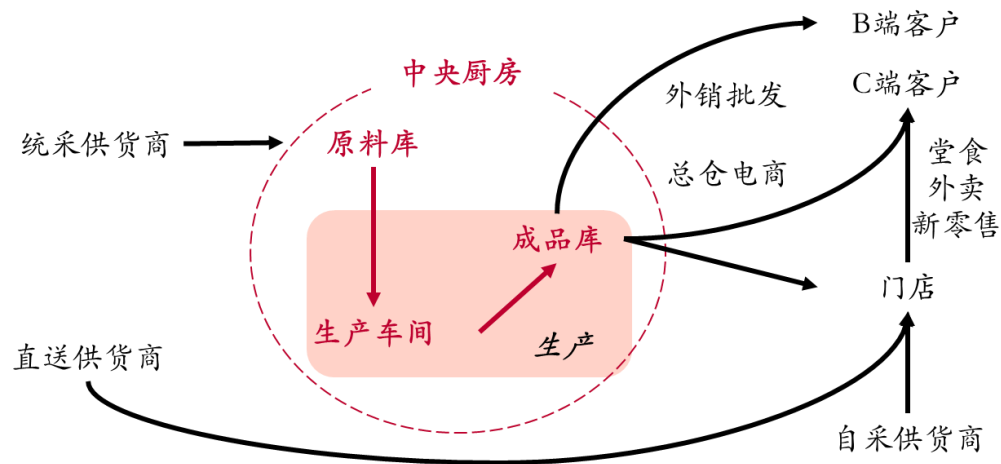 B端客户
中央厨房
C端客户
外销批发
统采供货商
原料库
堂食
外卖
新零售
总仓电商
成品库
门店
生产车间
生产
直送供货商
自采供货商